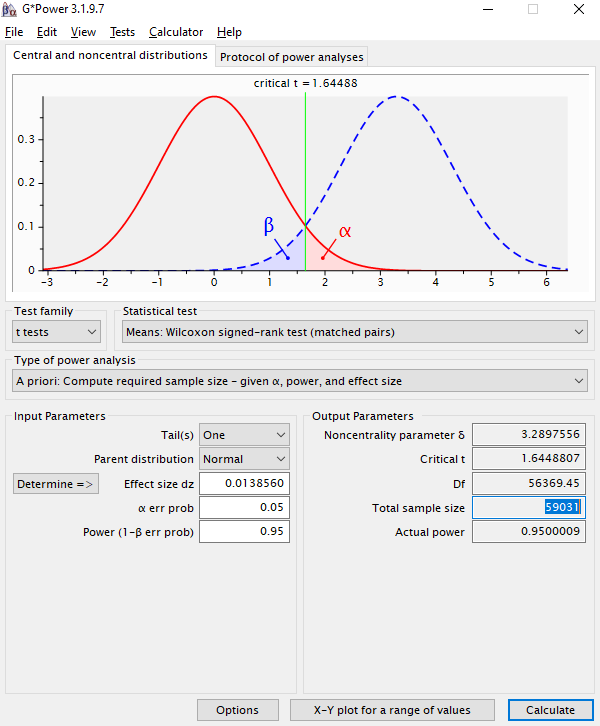 G*Power 3.1.9.7
File Edit View Tests Calculator Help
Central and noncentral distributions Protocol of power analyses
critical t = 1.64488
0.3
0.2
0.1
0
β α
-3 -2 -1 0 1 2 3 4 5 6
Test family Statistical test
t tests Means: Wilcoxon signed-rank test (matched pairs)
Type of power analysis
A priori: Compute required sample size - given α, power, and effect size
Input Parameters Output Parameters
Tail(s) One Noncentrality parameter δ 3.2897556
Parent distribution Normal Critical t 1.6448807
Determine => Effect size dz 0.0138560 Df 56369.45
α err prob 0.05 Total sample size 59031
Power (1-β err prob) 0.95 Actual power 0.9500009
Options X-Y plot for a range of values Calculate